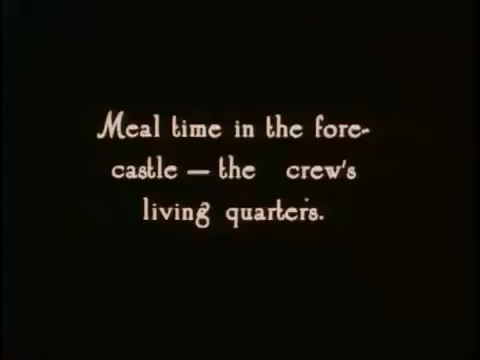 Meal time in the fore-
castle — the crew's
living quarters.